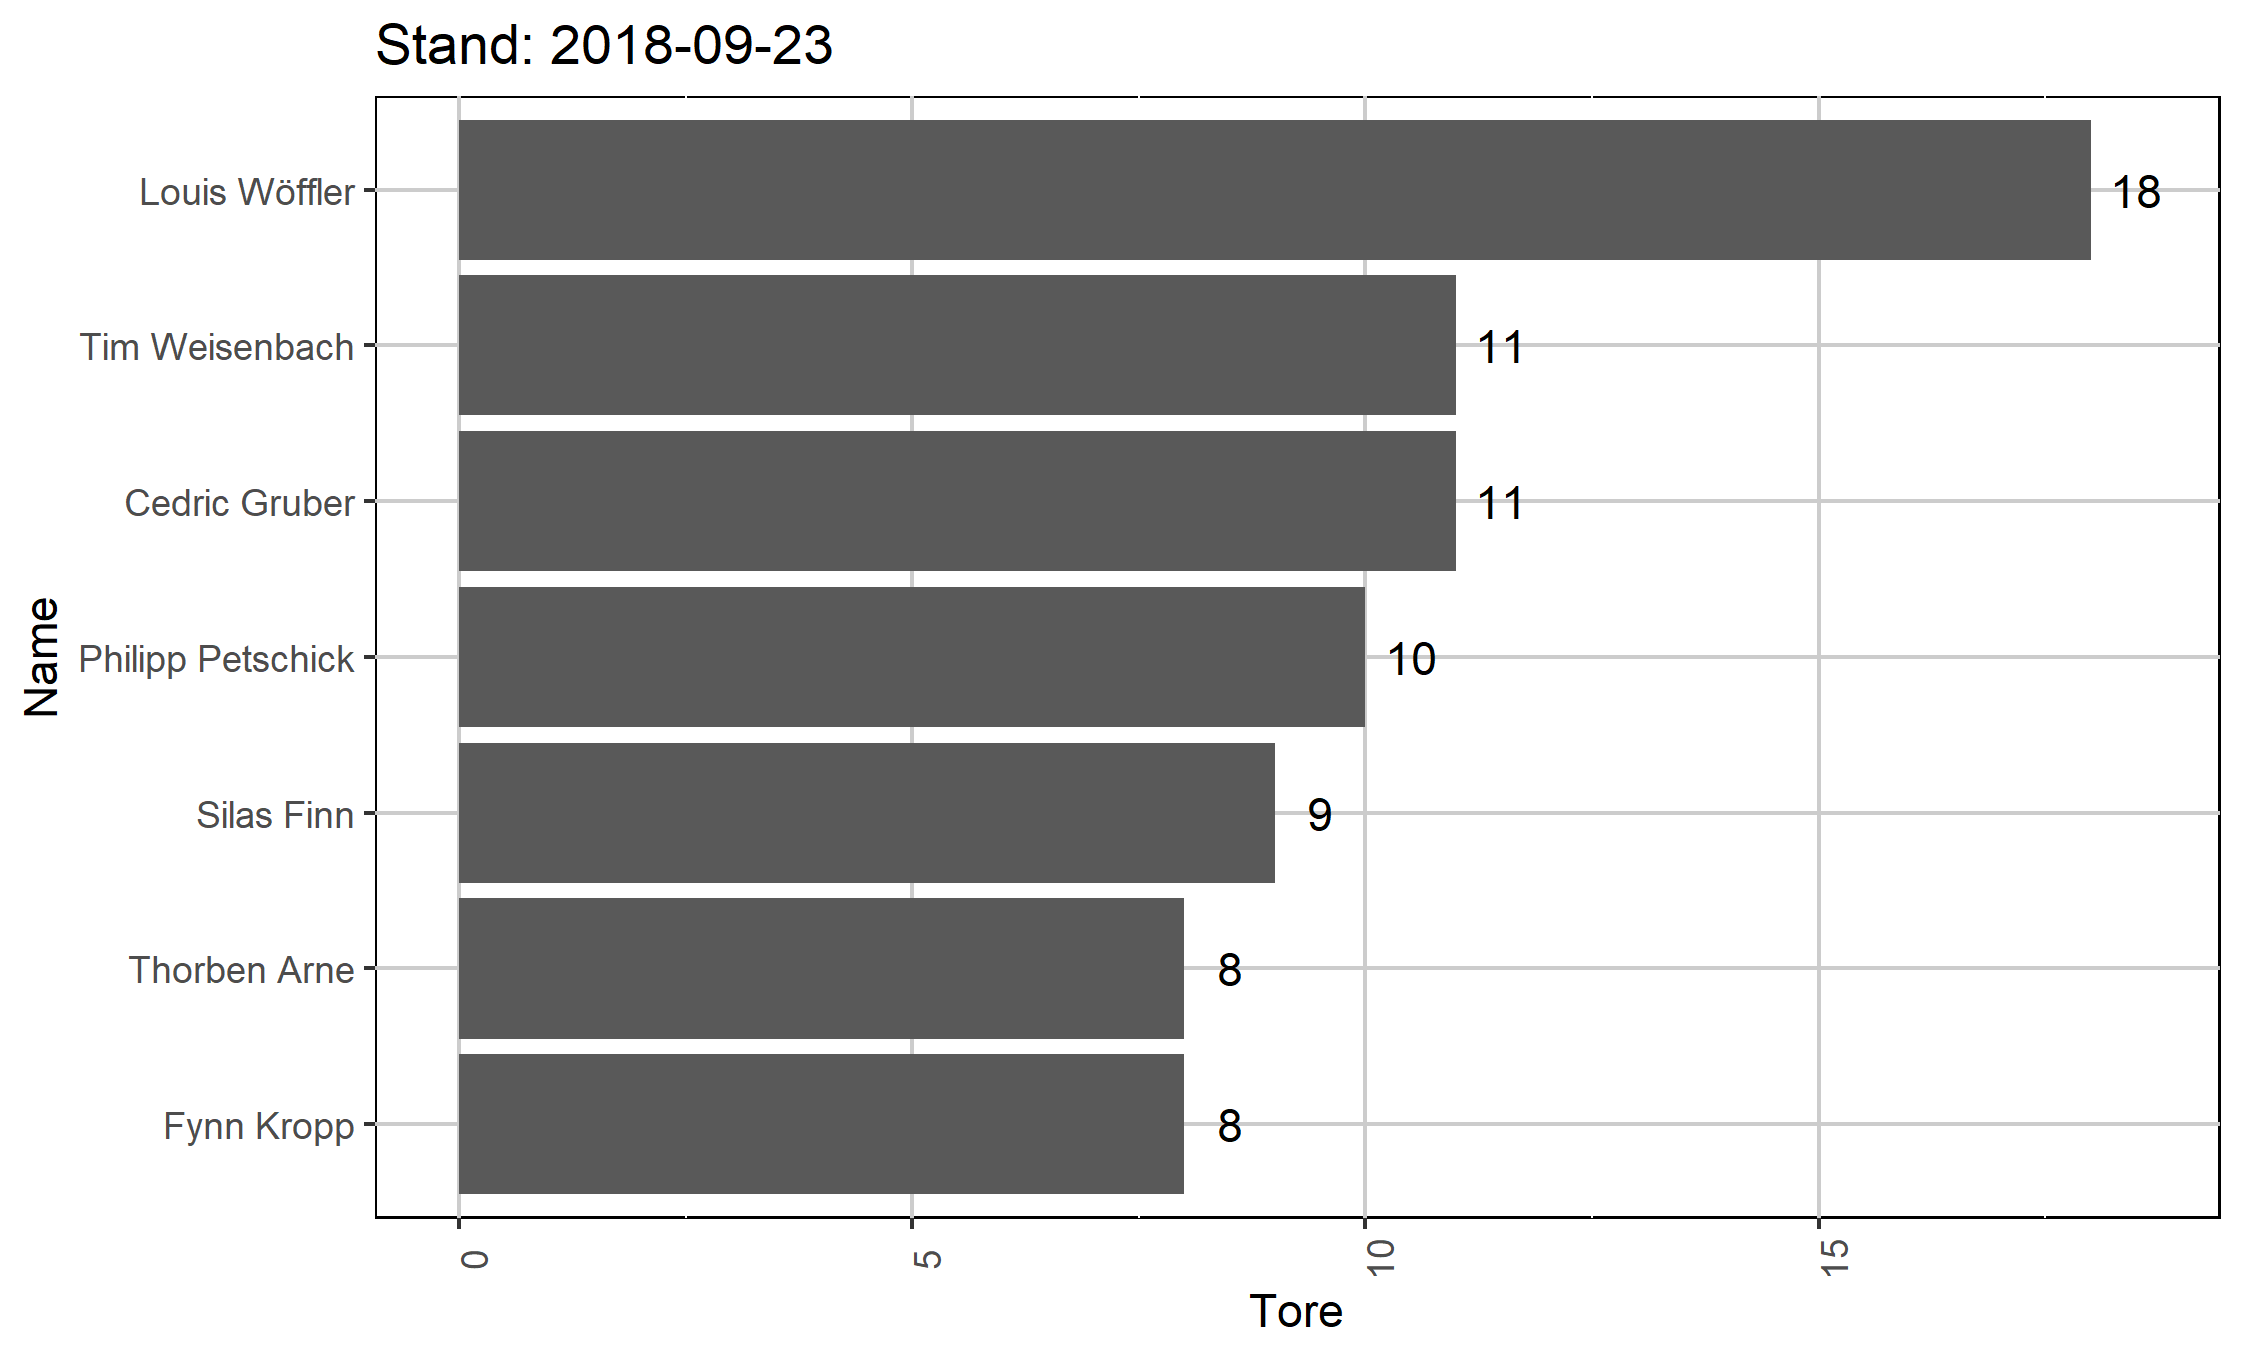 Stand: 2018-09-23
Louis Wöffler
18
Tim Weisenbach
11
Cedric Gruber
11
Philipp Petschick
10
Silas Finn
9
Thorben Arne
8
Fynn Kropp
8
Name
0
5
10
15
Tore